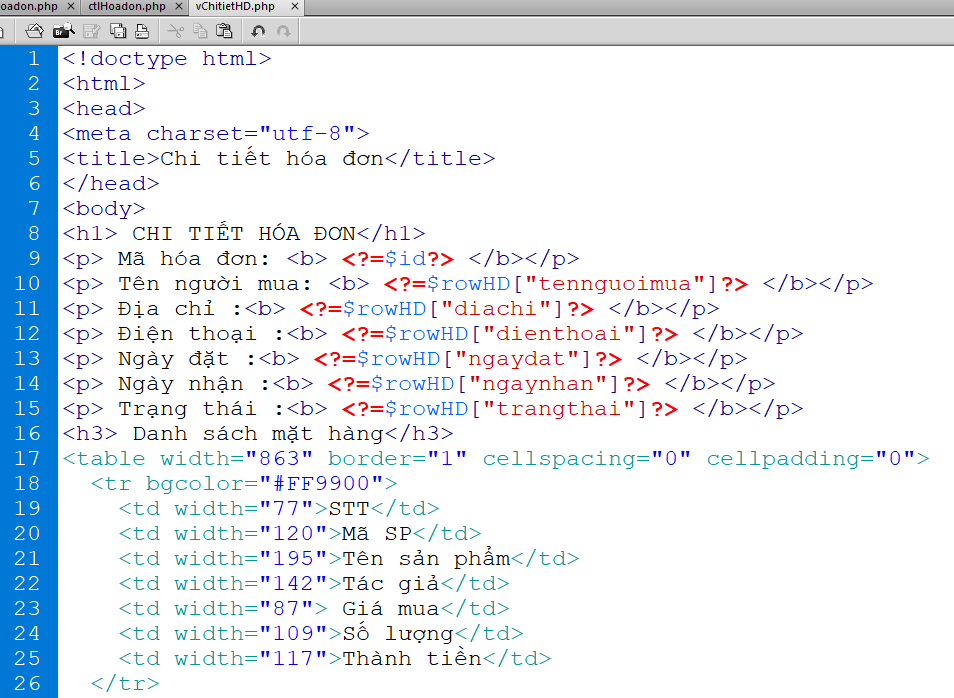 oadon.php × ctlHoadon.php × vChitietHD.php ×
Br
1 <!doctype html>
2 <html>
3 <head>
4 <meta charset="utf-8">
5 <title>Chi tiết hóa đơn</title>
6 </head>
7 <body>
8 <h1> CHI TIẾT HÓA ĐƠN</h1>
9 <p> Mã hóa đơn: <b> <?=$id?> </b></p>
10 <p> Tên người mua: <b> <?=$rowHD["tennguoimua"]?> </b></p>
11 <p> Địa chỉ :<b> <?=$rowHD["diachi"]?> </b></p>
12 <p> Điện thoại :<b> <?=$rowHD["dienthoai"]?> </b></p>
13 <p> Ngày đặt :<b> <?=$rowHD["ngaydat"]?> </b></p>
14 <p> Ngày nhận :<b> <?=$rowHD["ngaynhan"]?> </b></p>
15 <p> Trạng thái :<b> <?=$rowHD["trangthai"]?> </b></p>
16 <h3> Danh sách mặt hàng</h3>
17 <table width="863" border="1" cellspacing="0" cellpadding="0">
18 <tr bgcolor="#FF9900">
19 <td width="77">STT</td>
20 <td width="120">Mã SP</td>
21 <td width="195">Tên sản phẩm</td>
22 <td width="142">Tác giả</td>
23 <td width="87"> Giá mua</td>
24 <td width="109">Số lượng</td>
25 <td width="117">Thành tiền</td>
26 </tr>